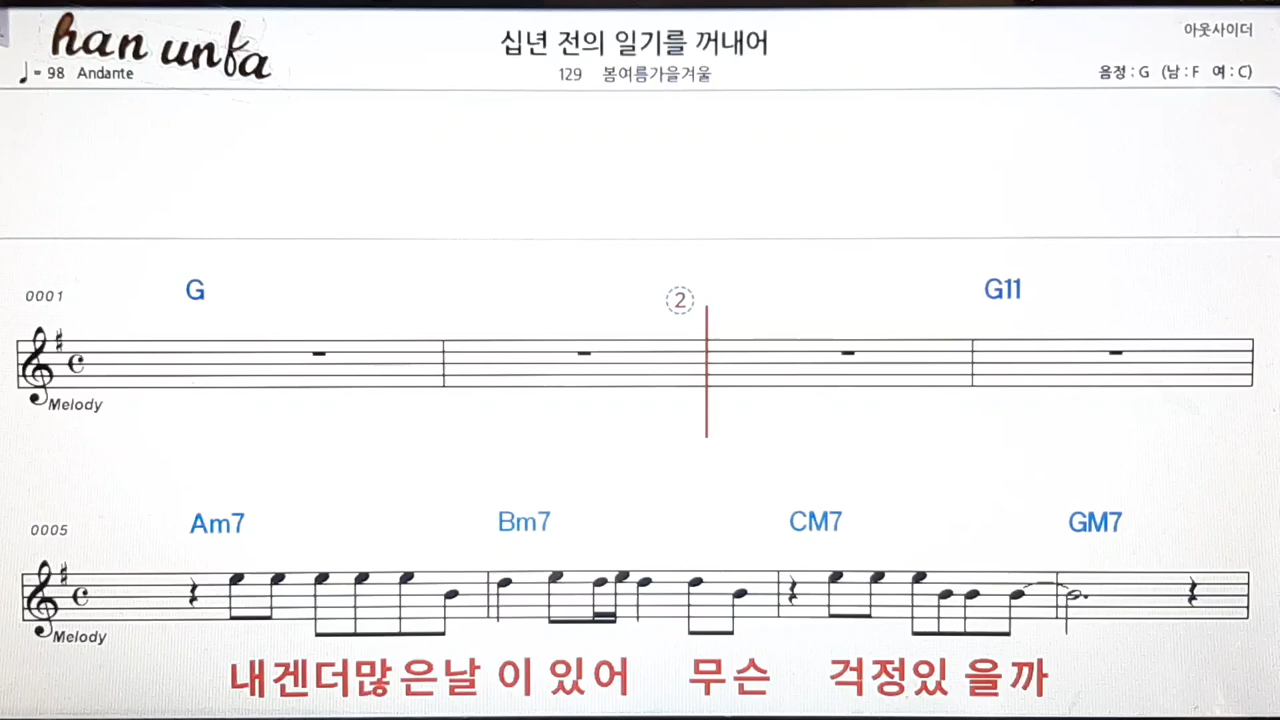 han unfa
십년 전의 일기를 꺼내어
아웃사이더
♩= 98 Andante
129 봄여름가을겨울
음정 : G (남 : F 여 : C)
0001
G
2
G11
Melody
0005
Am7 Bm7 CM7 GM7
Melody
내겐더많은날 이 있어 무슨 걱정있 을까